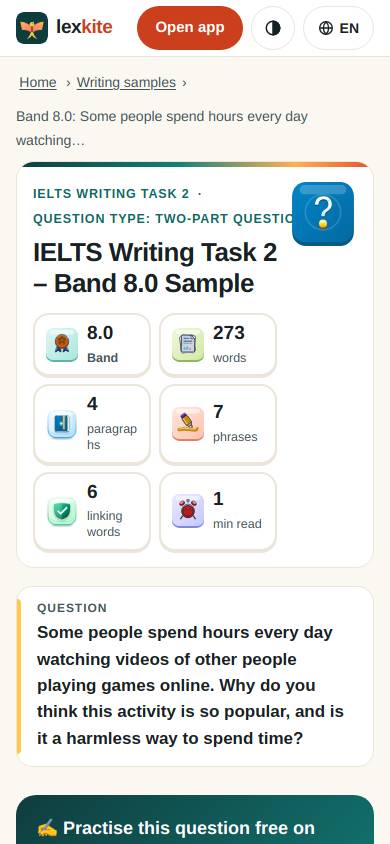 lexkite
Open app
EN
Home › Writing samples ›
Band 8.0: Some people spend hours every day
watching…
IELTS WRITING TASK 2 ·
QUESTION TYPE: TWO-PART
IELTS Writing Task 2
– Band 8.0 Sample
8.0
Band
273
words
4
paragrap
hs
7
phrases
6
linking
words
1
min read
QUESTION
Some people spend hours every day
watching videos of other people
playing games online. Why do you
think this activity is so popular, and is
it a harmless way to spend time?
✍️ Practise this question free on